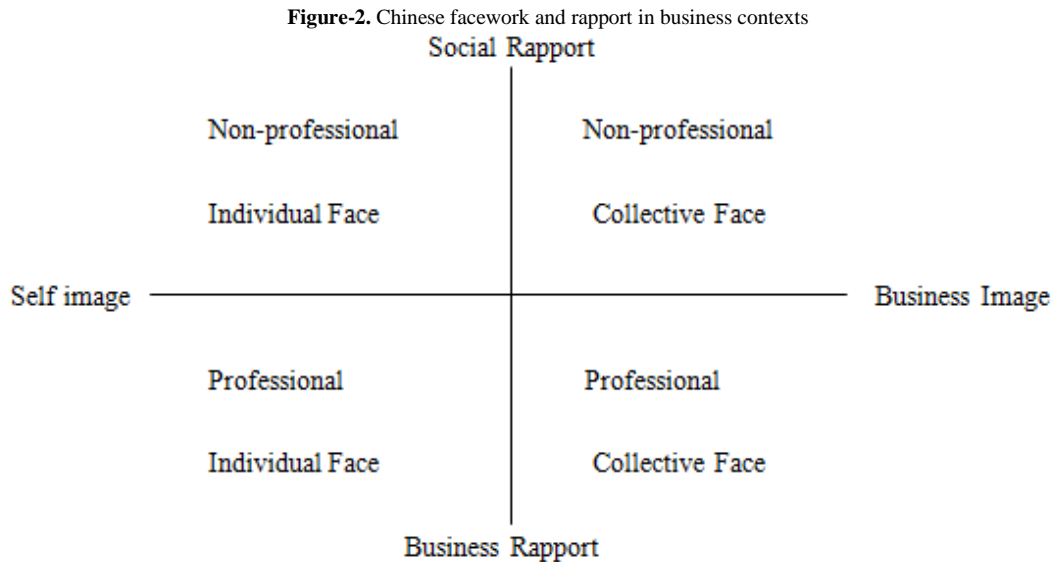 Figure-2. Chinese facework and rapport in business contexts
Social Rapport
Non-professional Non-professional
Individual Face Collective Face
Self image Business Image
Professional Professional
Individual Face Collective Face
Business Rapport